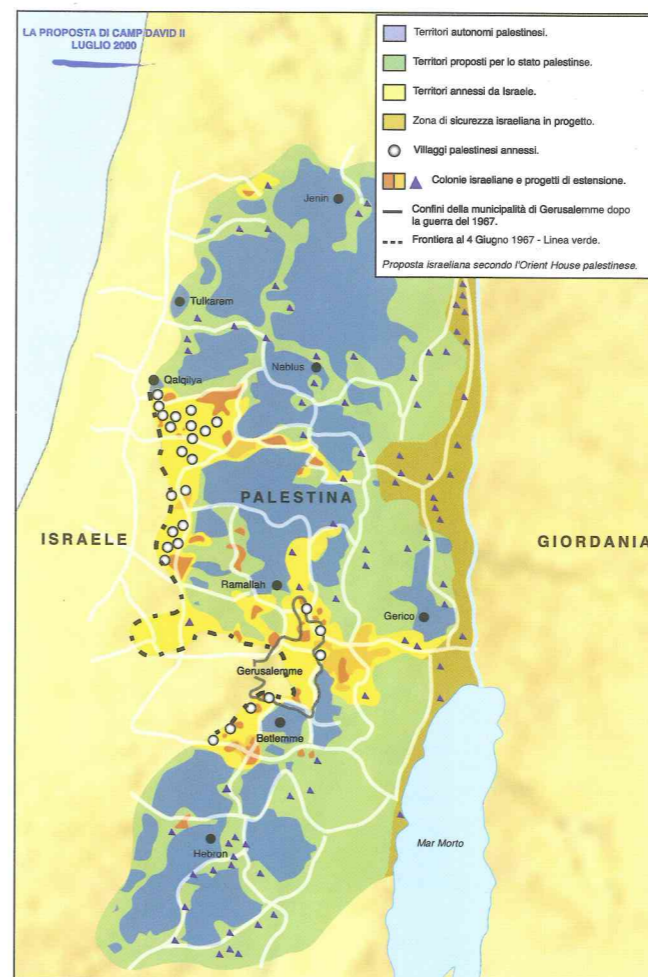 LA PROPOSTA DI CAMP DAVID II
LUGLIO 2000
Territori autonomi palestinesi.
Territori proposti per lo stato palestinse.
Territori annessi da Israele.
Zona di sicurezza israeliana in progetto.
Villaggi palestinesi annessi.
Colonie israeliane e progetti di estensione.
Confini della municipalità di Gerusalemme dopo
la guerra del 1967.
Frontiera al 4 Giugno 1967 - Linea verde.
Proposta israeliana secondo l'Orient House palestinese.
Jenin
Tulkarem
Nablus
Qalqilya
PALESTINA
ISRAELE
GIORDANIA
Ramallah
Gerico
Gerusalemme
Betlemme
Hebron
Mar Morto